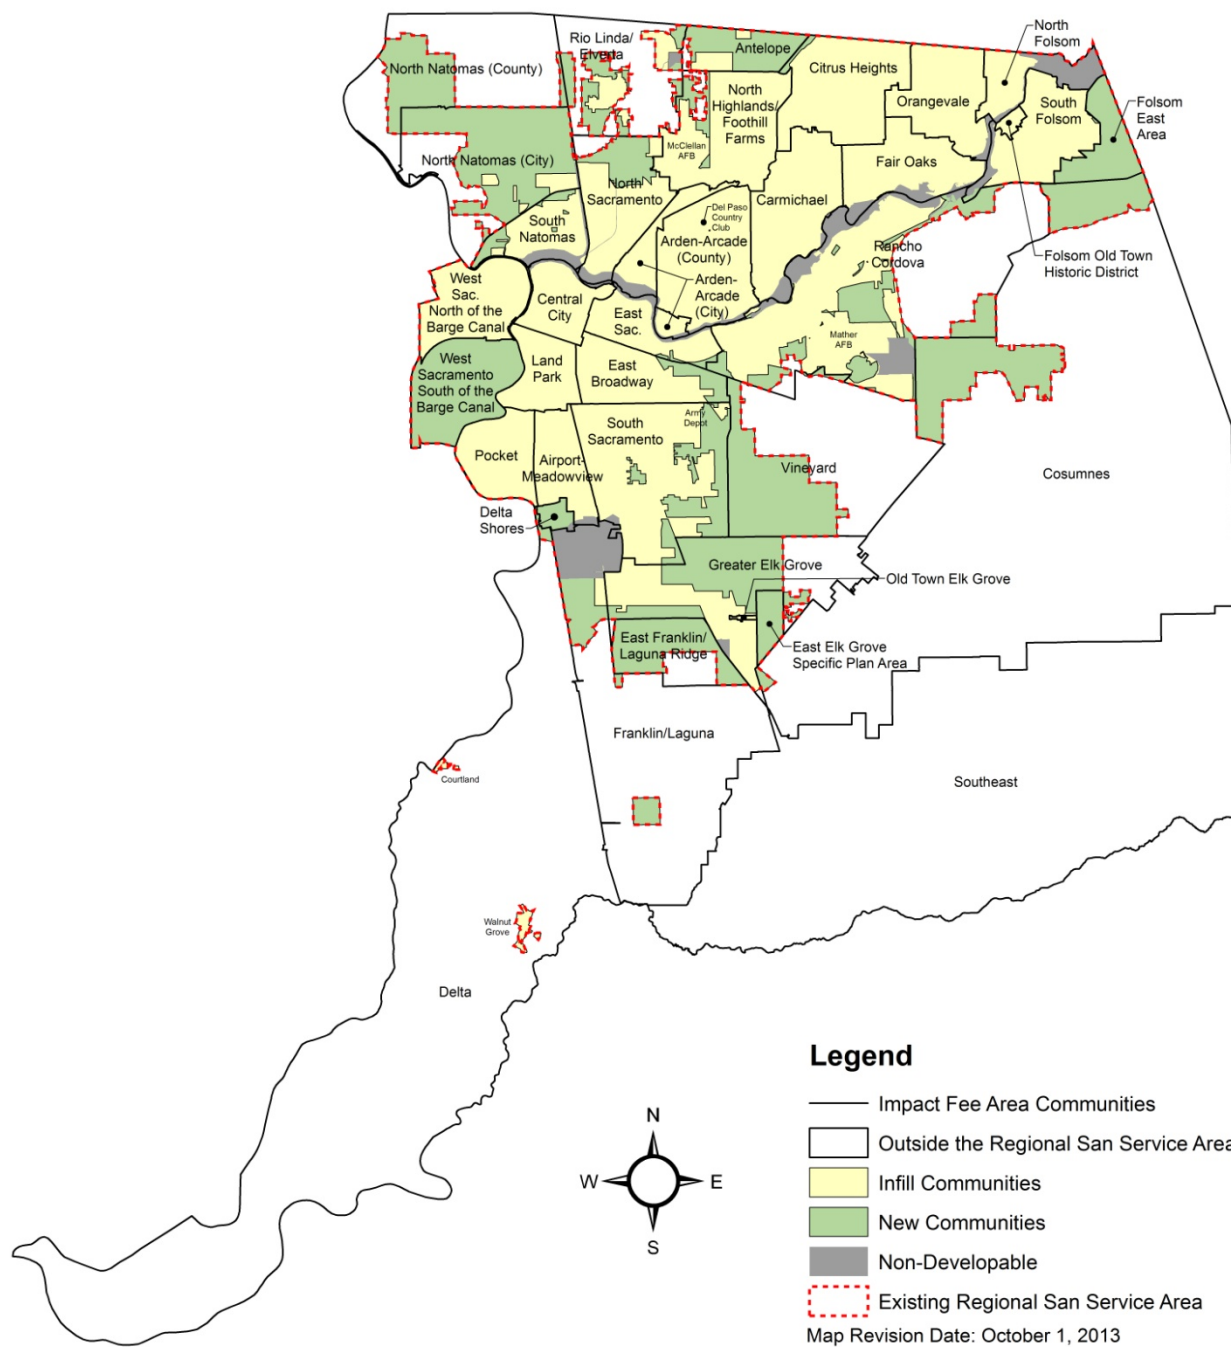 North
Folsom
Rio Linda/
Elverta
Antelope
North Natomas (County)
Citrus Heights
North
Highlands/
Foothill
Farms
Orangevale
South
Folsom
Folsom
East
Area
McClellan
AFB
North Natomas (City)
Fair Oaks
North
Sacramento
Carmichael
Del Paso
Country
Club
South
Natomas
Arden-Arcade
(County)
Rancho
Cordova
Folsom Old Town
Historic District
West
Sac.
North of the
Barge Canal
Central
City
Arden-
Arcade
(City)
East
Sac.
Mather
AFB
West
Sacramento
South of the
Barge Canal
Land
Park
East
Broadway
Army
Depot
South
Sacramento
Pocket
Airport-
Meadowview
Vineyard
Cosumnes
Delta
Shores
Greater Elk Grove
Old Town Elk Grove
East Franklin/
Laguna Ridge
East Elk Grove
Specific Plan Area
Franklin/Laguna
Courtland
Southeast
Walnut
Grove
Delta
Legend
Impact Fee Area Communities
Outside the Regional San Service Area
Infill Communities
New Communities
Non-Developable
Existing Regional San Service Area
Map Revision Date: October 1, 2013
N
W
E
S